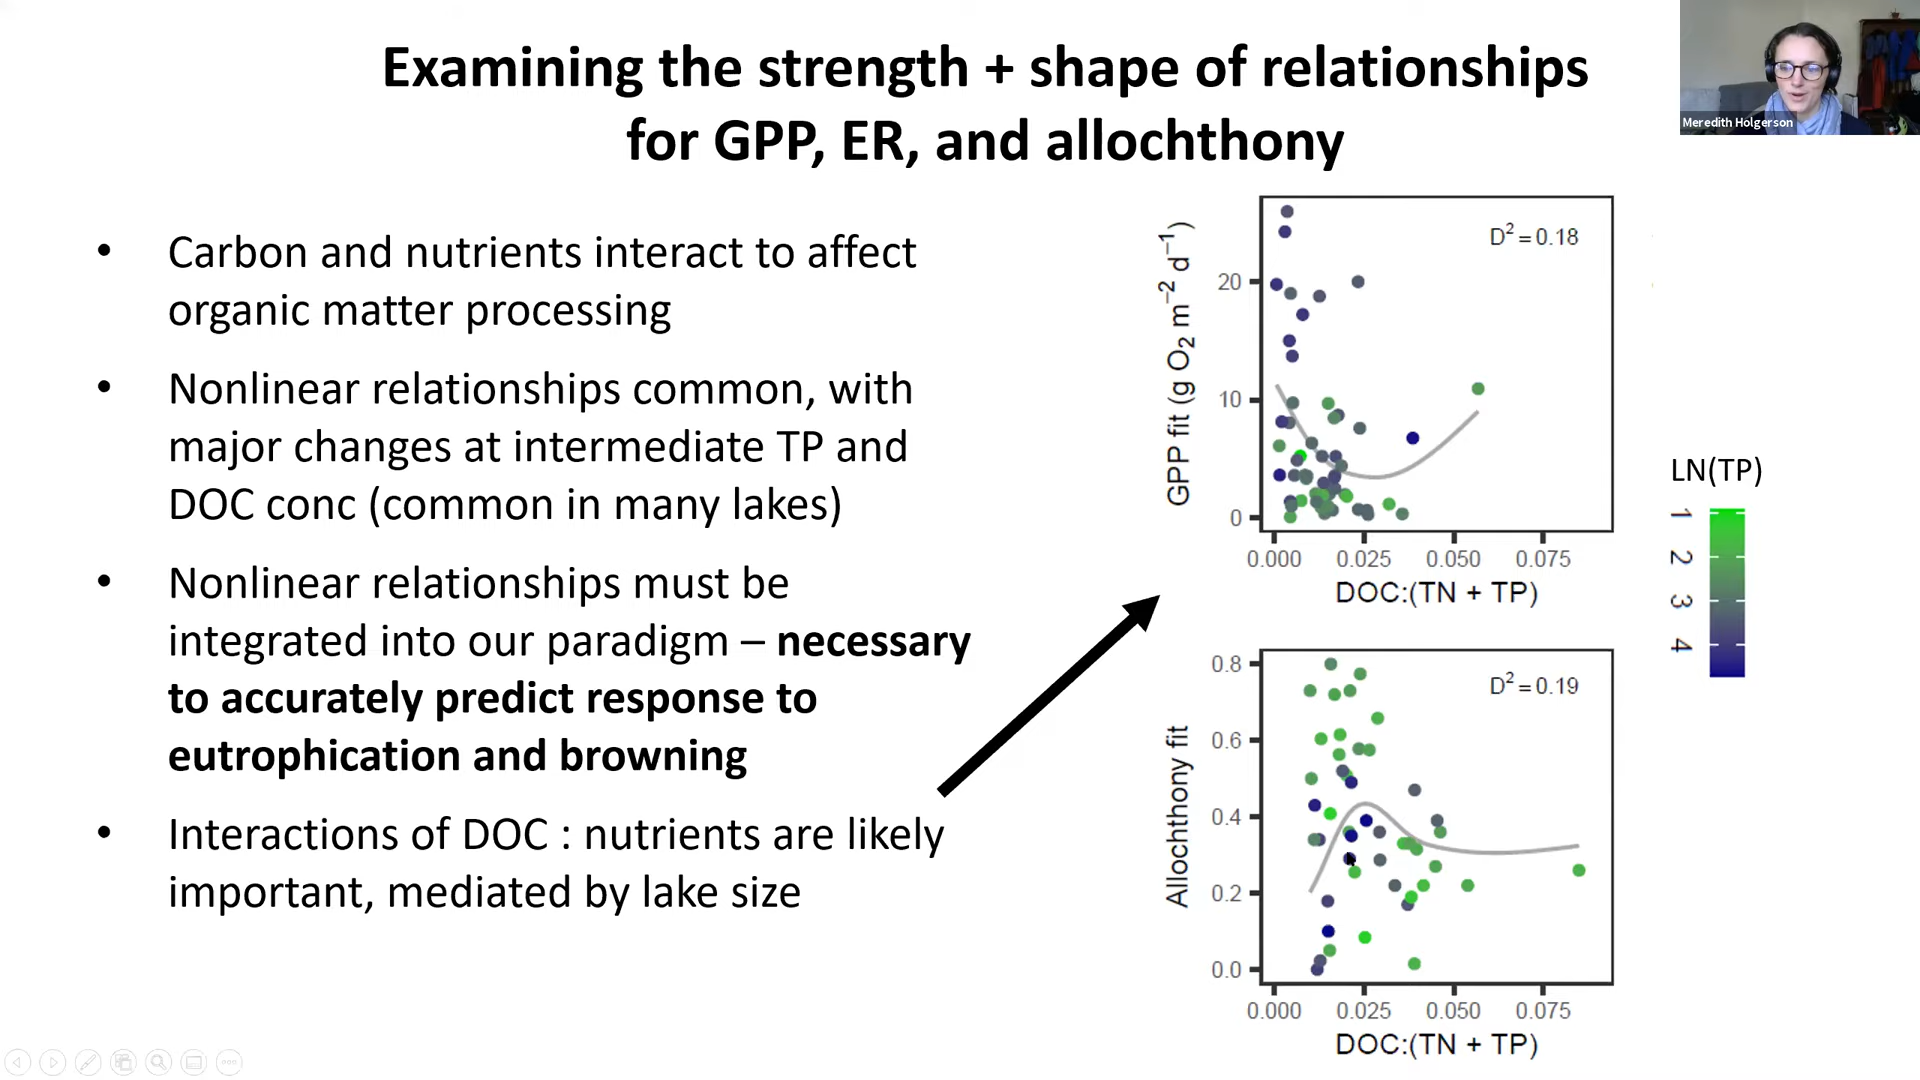 Examining the strength + shape of relationships
for GPP, ER, and allochthony
Meredith Holgerson
• Carbon and nutrients interact to affect
organic matter processing
• Nonlinear relationships common, with
major changes at intermediate TP and
DOC conc (common in many lakes)
• Nonlinear relationships must be
integrated into our paradigm – necessary
to accurately predict response to
eutrophication and browning
• Interactions of DOC : nutrients are likely
important, mediated by lake size
GPP fit (g O₂ m⁻² d⁻¹)
D² = 0.18
20
10
0
0.000 0.025 0.050 0.075
DOC:(TN + TP)
LN(TP)
1
2
3
4
Allochthony fit
D² = 0.19
0.8
0.6
0.4
0.2
0.0
0.000 0.025 0.050 0.075
DOC:(TN + TP)